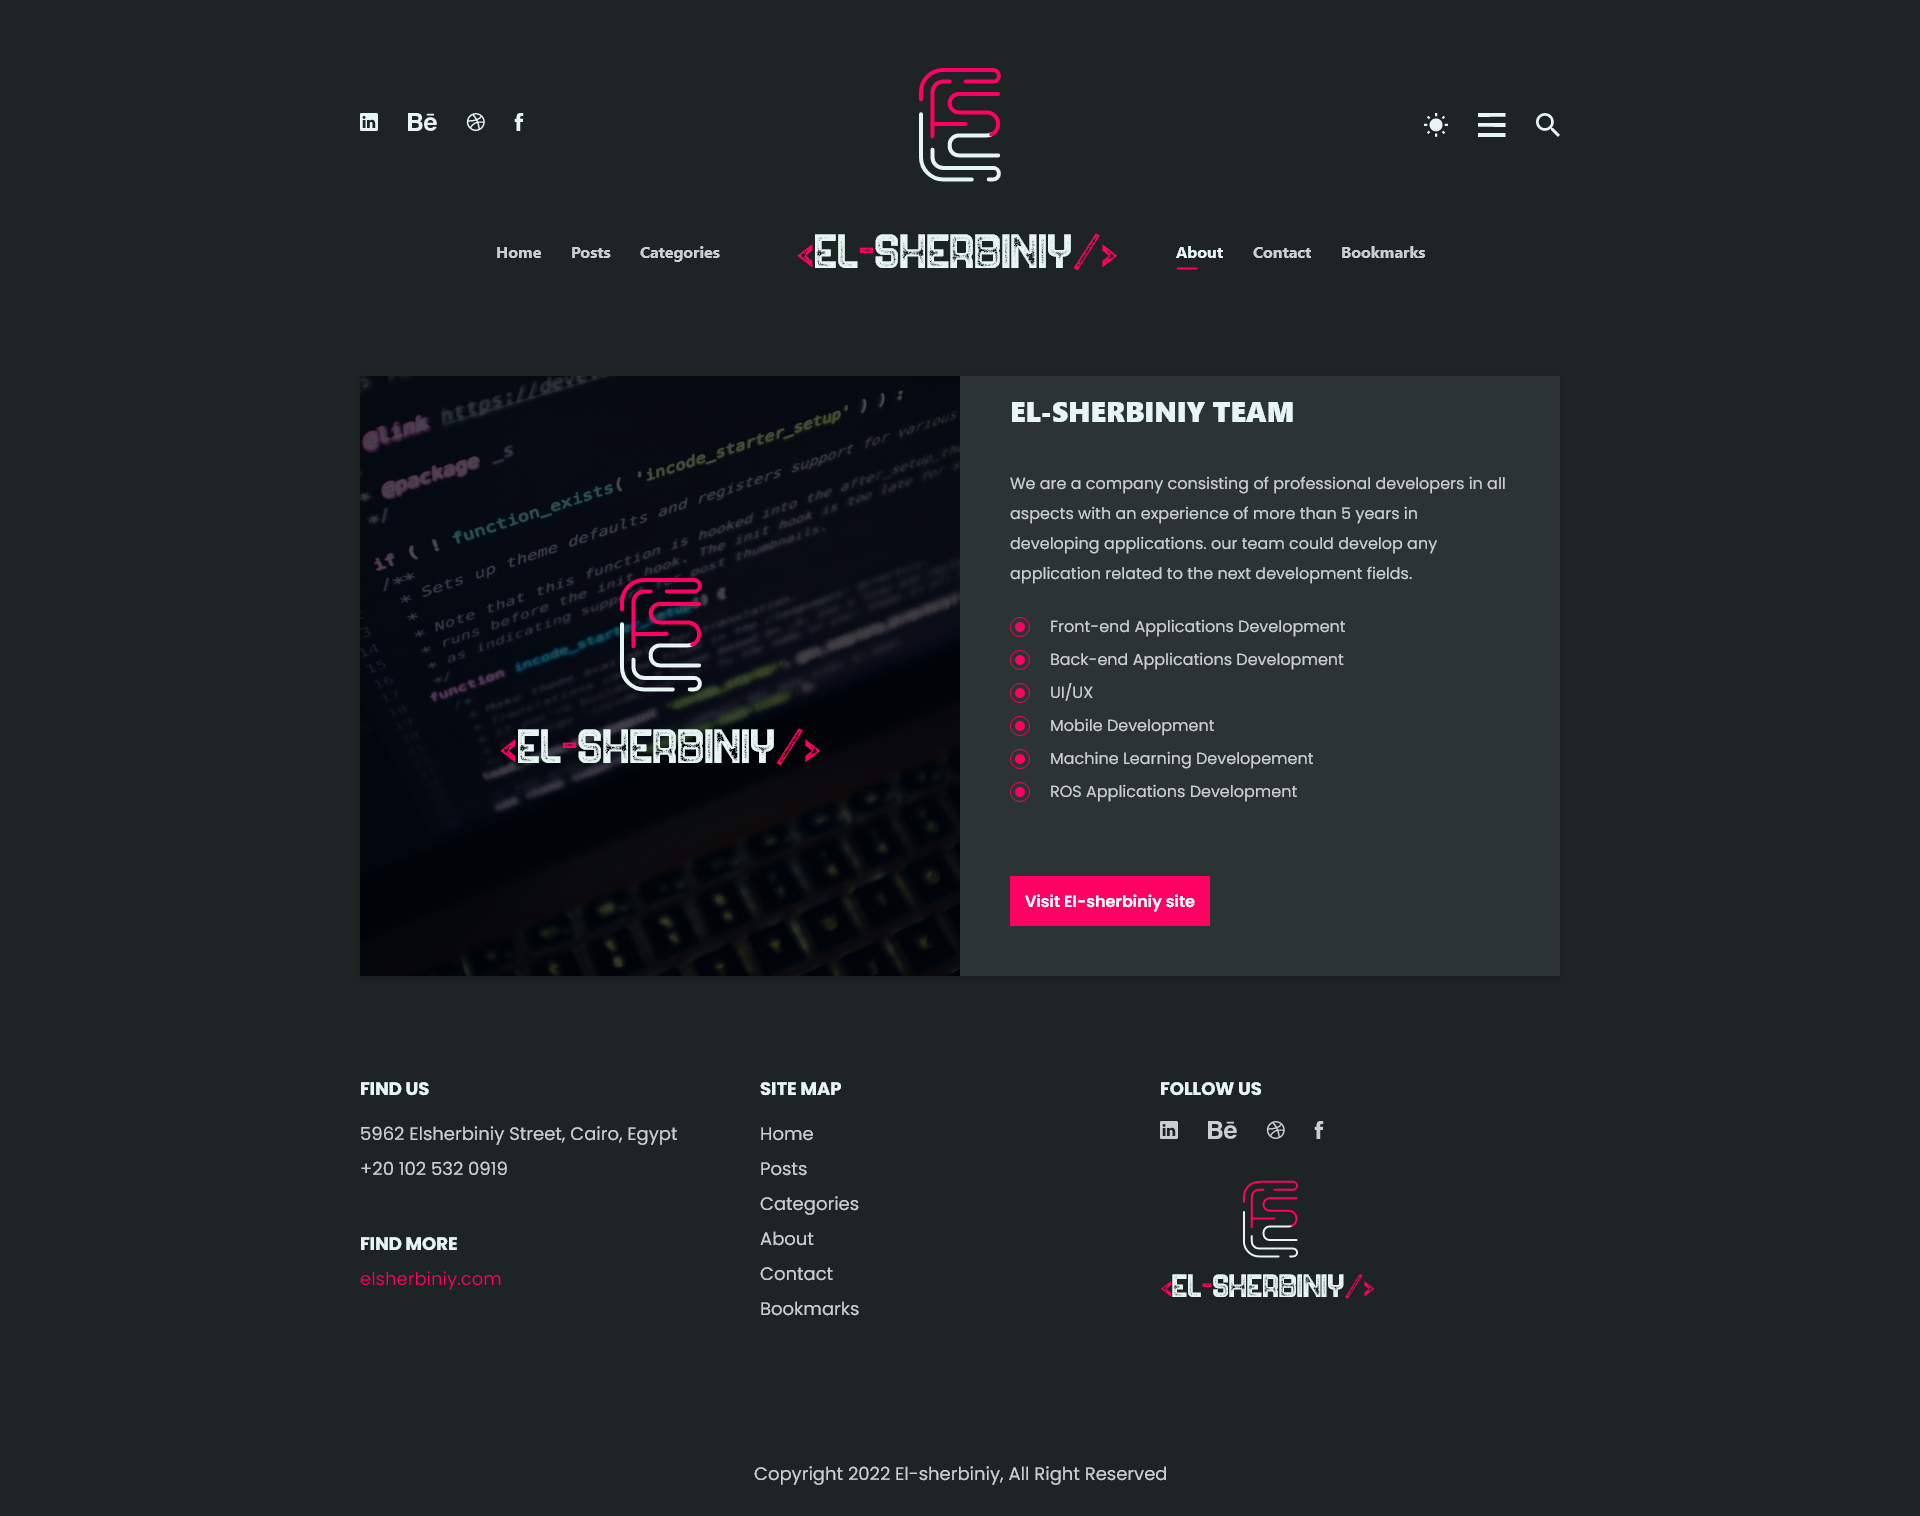 Bē
<EL-SHERBINIY/>
Home
Posts
Categories
About
Contact
Bookmarks
@link https://deve
* @package _s
*/
if ( ! function_exists( 'incode_starter_setup' ) ) :
/**
* Sets up theme defaults and registers support for various
* Note that this function is hooked into the after_setup_the
* runs before the init hook. The init hook is too late for s
* as indicating support for post thumbnails.
*/
function incode_starter_setup() {
<EL-SHERBINIY/>
EL-SHERBINIY TEAM
We are a company consisting of professional developers in all
aspects with an experience of more than 5 years in
developing applications. our team could develop any
application related to the next development fields.
Front-end Applications Development
Back-end Applications Development
UI/UX
Mobile Development
Machine Learning Developement
ROS Applications Development
Visit El-sherbiniy site
FIND US
5962 Elsherbiniy Street, Cairo, Egypt
+20 102 532 0919
FIND MORE
elsherbiniy.com
SITE MAP
Home
Posts
Categories
About
Contact
Bookmarks
FOLLOW US
Bē
<EL-SHERBINIY/>
Copyright 2022 El-sherbiniy, All Right Reserved